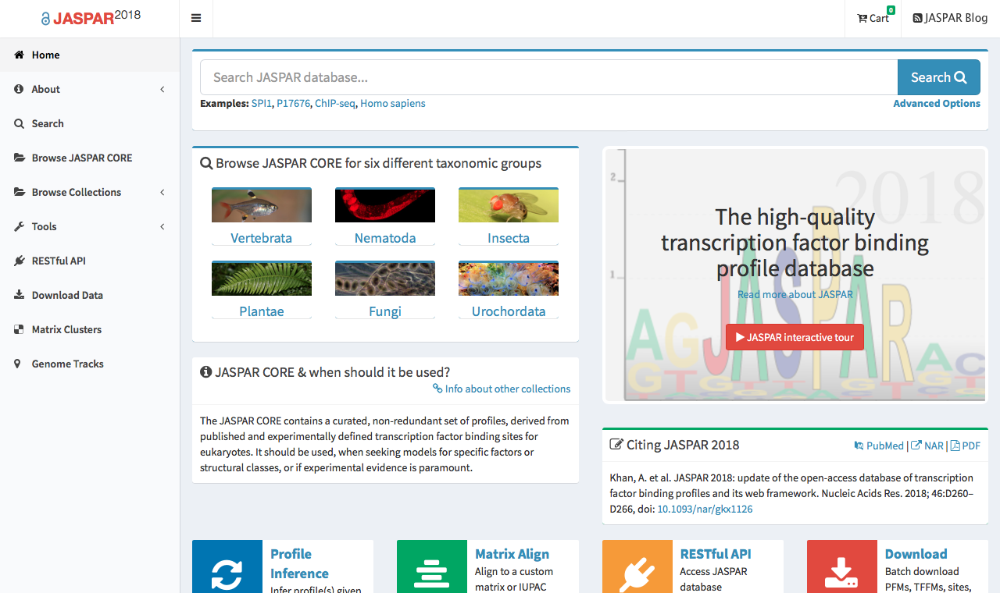 JASPAR2018
Cart 0
JASPAR Blog
Home
About
Search
Browse JASPAR CORE
Browse Collections
Tools
RESTful API
Download Data
Matrix Clusters
Genome Tracks
Search JASPAR database...
Search
Examples: SPI1, P17676, ChIP-seq, Homo sapiens
Advanced Options
Browse JASPAR CORE for six different taxonomic groups
Vertebrata
Nematoda
Insecta
Plantae
Fungi
Urochordata
2018
2
1
The high-quality
transcription factor binding
profile database
Read more about JASPAR
JASPAR interactive tour
JASPAR
JASPAR CORE & when should it be used?
Info about other collections
The JASPAR CORE contains a curated, non-redundant set of profiles, derived from
published and experimentally defined transcription factor binding sites for
eukaryotes. It should be used, when seeking models for specific factors or
structural classes, or if experimental evidence is paramount.
Citing JASPAR 2018
PubMed | NAR | PDF
Khan, A. et al. JASPAR 2018: update of the open-access database of transcription
factor binding profiles and its web framework. Nucleic Acids Res. 2018; 46:D260–
D266, doi: 10.1093/nar/gkx1126
Profile
Inference
Infer profile(s) given
Matrix Align
Align to a custom
matrix or IUPAC
RESTful API
Access JASPAR
database
Download
Batch download
PFMs, TFFMs, sites,